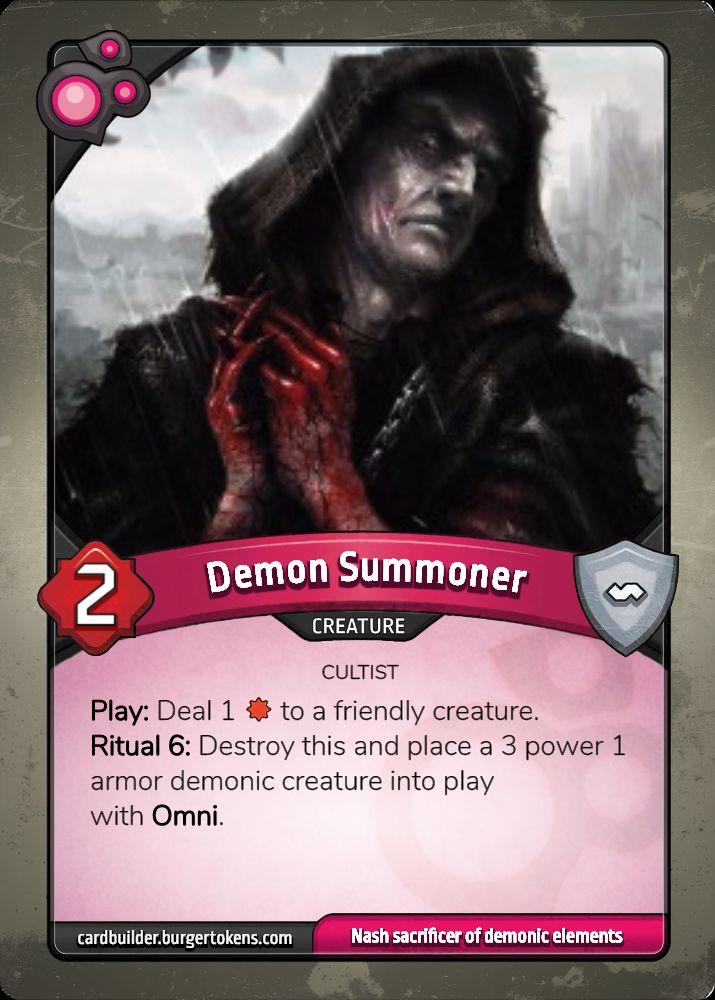 2
Demon Summoner
~
CREATURE
CULTIST
Play: Deal 1 to a friendly creature.
Ritual 6: Destroy this and place a 3 power 1
armor demonic creature into play
with Omni.
cardbuilder.burgertokens.com
Nash sacrificer of demonic elements